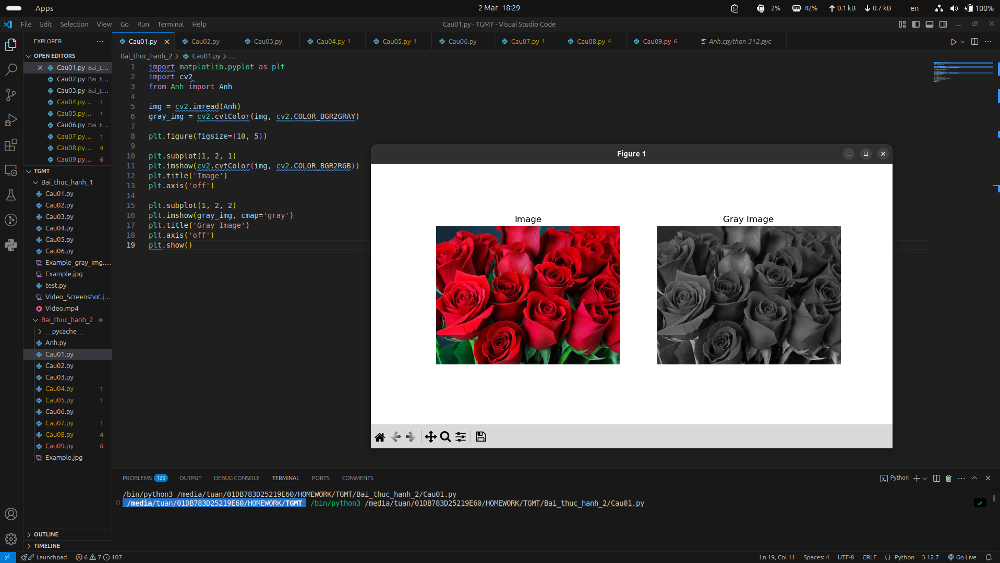 Apps
2 Mar 18:29
2%
42%
0.1 kB
0.7 kB
en
100%
File Edit Selection View Go Run Terminal Help
Cau01.py - TGMT - Visual Studio Code
EXPLORER
Cau01.py
Cau02.py
Cau03.py
Cau04.py 1
Cau05.py 1
Cau06.py
Cau07.py 1
Cau08.py 4
Cau09.py 6
Anh.cpython-312.pyc
OPEN EDITORS
Cau01.py Bai_t...
Cau02.py Bai_t...
Cau03.py Bai_t...
Cau04.py... 1
Cau05.py... 1
Cau06.py Bai_t...
Cau07.py... 1
Cau08.py... 4
Cau09.py... 6
TGMT
Bai_thuc_hanh_1
Cau01.py
Cau02.py
Cau03.py
Cau04.py
Cau05.py
Cau06.py
Example_gray_img....
Example.jpg
test.py
Video_Screenshot.j...
Video.mp4
Bai_thuc_hanh_2
__pycache__
Anh.py
Cau01.py
Cau02.py
Cau03.py
Cau04.py 1
Cau05.py 1
Cau06.py
Cau07.py 1
Cau08.py 4
Cau09.py 6
Example.jpg
OUTLINE
TIMELINE
Bai_thuc_hanh_2 > Cau01.py > ...
1 import matplotlib.pyplot as plt
2 import cv2
3 from Anh import Anh
4
5 img = cv2.imread(Anh)
6 gray_img = cv2.cvtColor(img, cv2.COLOR_BGR2GRAY)
7
8 plt.figure(figsize=(10, 5))
9
10 plt.subplot(1, 2, 1)
11 plt.imshow(cv2.cvtColor(img, cv2.COLOR_BGR2RGB))
12 plt.title('Image')
13 plt.axis('off')
14
15 plt.subplot(1, 2, 2)
16 plt.imshow(gray_img, cmap='gray')
17 plt.title('Gray Image')
18 plt.axis('off')
19 plt.show()
Figure 1
Image
Gray Image
PROBLEMS 120 OUTPUT DEBUG CONSOLE TERMINAL PORTS COMMENTS
Python
/bin/python3 /media/tuan/01DB783D25219E60/HOMEWORK/TGMT/Bai_thuc_hanh_2/Cau01.py
/media/tuan/01DB783D25219E60/HOMEWORK/TGMT /bin/python3 /media/tuan/01DB783D25219E60/HOMEWORK/TGMT/Bai_thuc_hanh_2/Cau01.py
Launchpad 6 7 107
Ln 19, Col 11 Spaces: 4 UTF-8 CRLF {} Python 3.12.7 Go Live